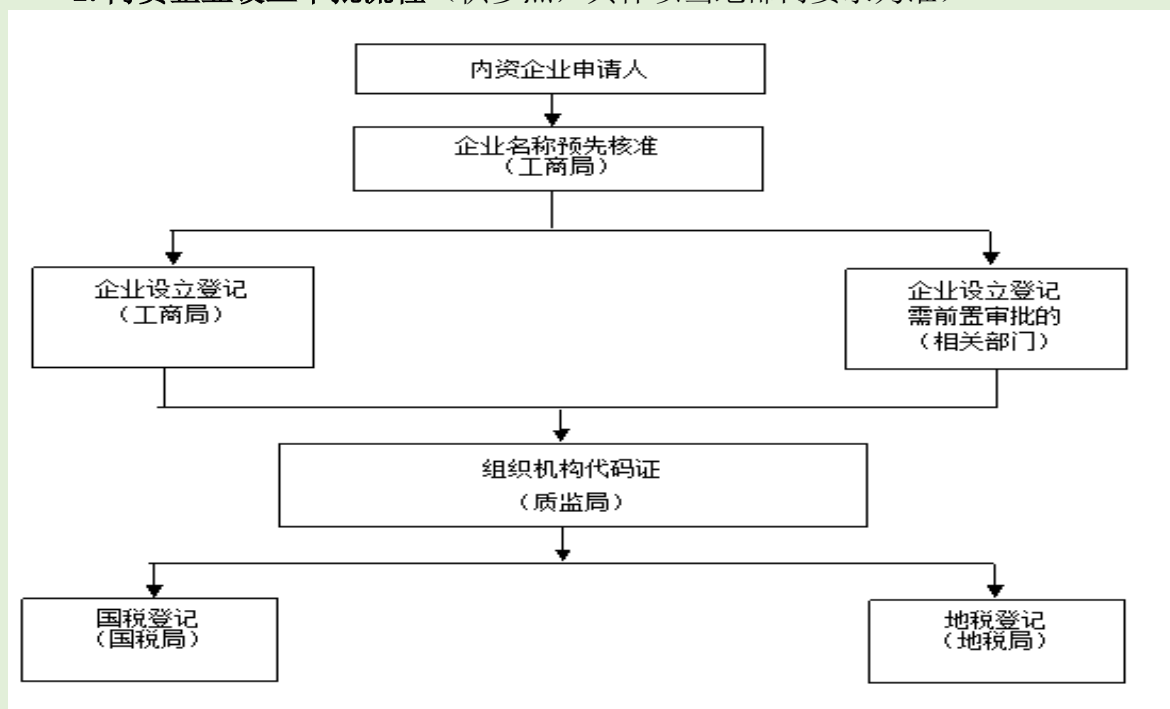 内资企业申请人
企业名称预先核准
（工商局）
企业设立登记
（工商局）
企业设立登记
需前置审批的
（相关部门）
组织机构代码证
（质监局）
国税登记
（国税局）
地税登记
（地税局）